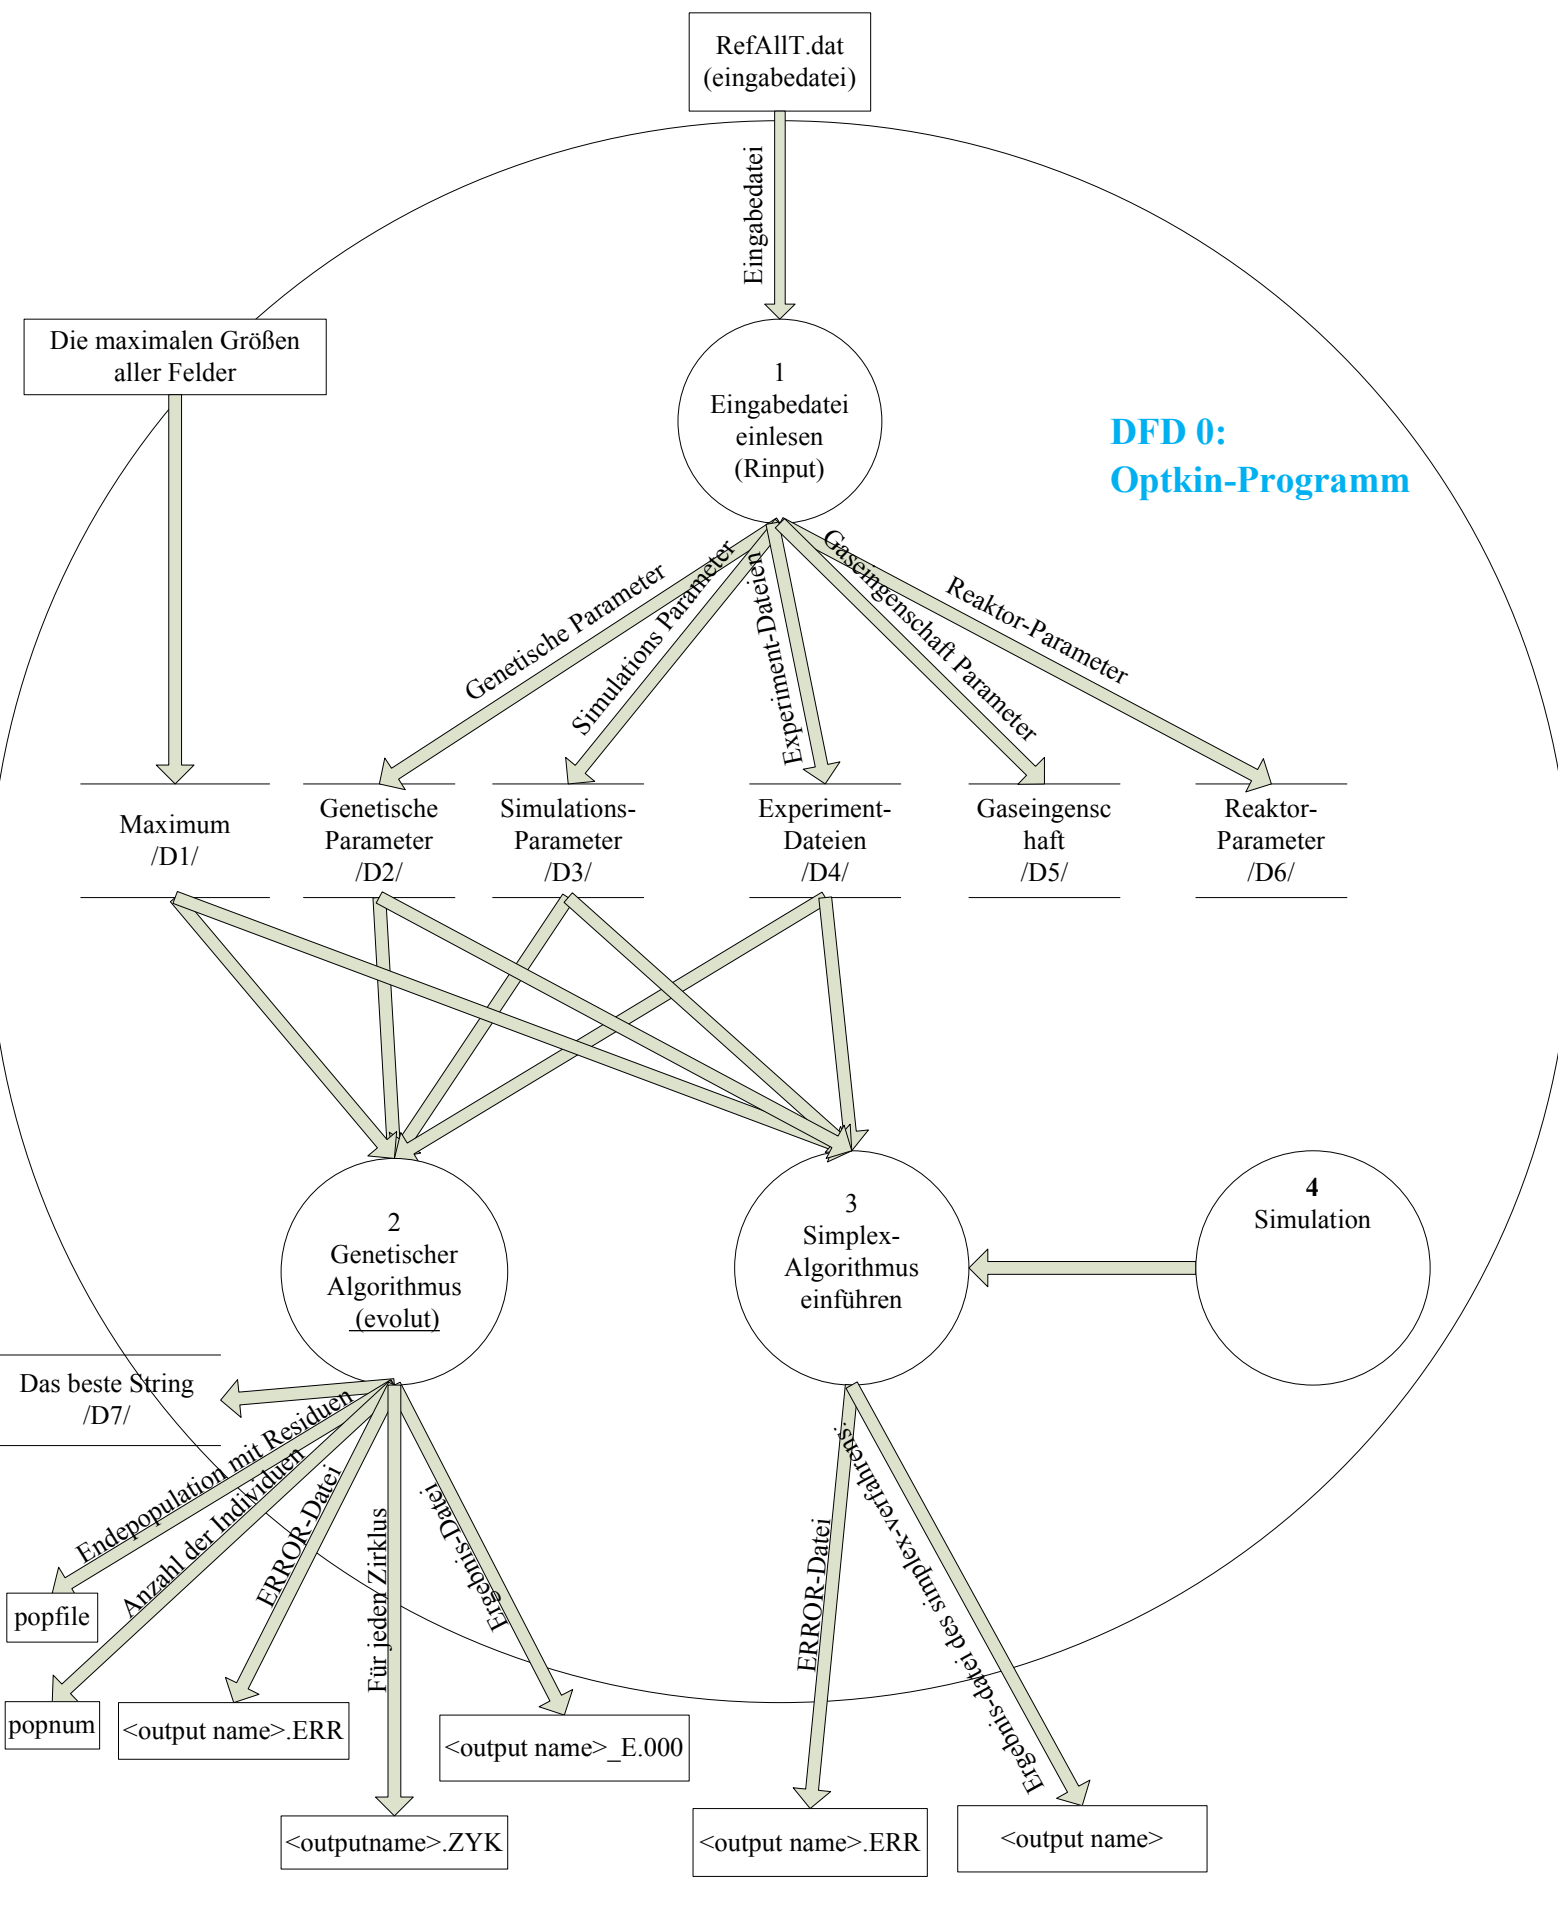 RefAllT.dat
(eingabedatei)
Eingabedatei
Die maximalen Größen
aller Felder
1
Eingabedatei
einlesen
(Rinput)
DFD 0:
Optkin-Programm
Genetische Parameter
Simulations Parameter
Experiment-Dateien
Gaseingenschaft Parameter
Reaktor-Parameter
Maximum
/D1/
Genetische
Parameter
/D2/
Simulations-
Parameter
/D3/
Experiment-
Dateien
/D4/
Gaseingensc
haft
/D5/
Reaktor-
Parameter
/D6/
2
Genetischer
Algorithmus
(evolut)
3
Simplex-
Algorithmus
einführen
4
Simulation
Das beste String
/D7/
Endepopulation mit Residuen
Anzahl der Individuen
ERROR-Datei
Für jeden Zirklus
Ergebnis-Datei
ERROR-Datei
Ergebnis-datei des simplex-verfahrens:
popfile
popnum
<output name>.ERR
<output name>_E.000
<outputname>.ZYK
<output name>.ERR
<output name>